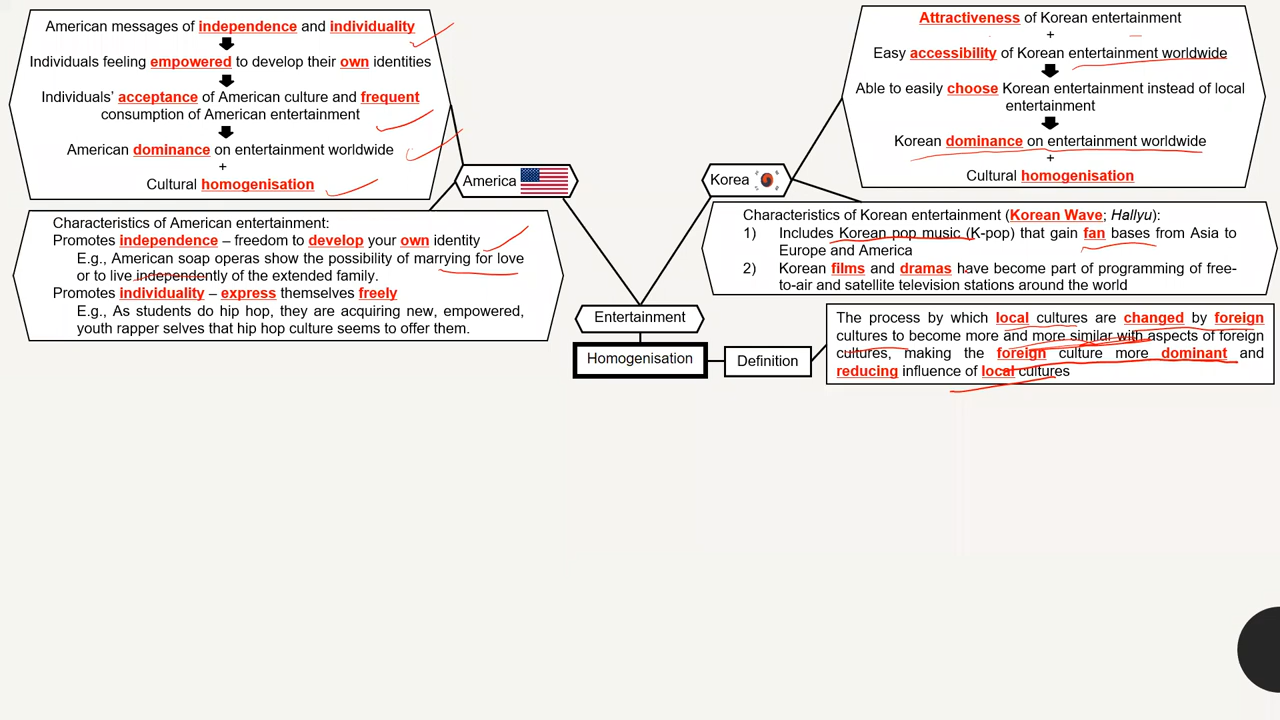 American messages of independence and individuality
Individuals feeling empowered to develop their own identities
Individuals' acceptance of American culture and frequent
consumption of American entertainment
American dominance on entertainment worldwide
+
Cultural homogenisation
Attractiveness of Korean entertainment
+
Easy accessibility of Korean entertainment worldwide
Able to easily choose Korean entertainment instead of local
entertainment
Korean dominance on entertainment worldwide
+
Cultural homogenisation
America
Korea
Characteristics of American entertainment:
Promotes independence – freedom to develop your own identity
E.g., American soap operas show the possibility of marrying for love
or to live independently of the extended family.
Promotes individuality – express themselves freely
E.g., As students do hip hop, they are acquiring new, empowered,
youth rapper selves that hip hop culture seems to offer them.
Characteristics of Korean entertainment (Korean Wave; Hallyu):
1) Includes Korean pop music (K-pop) that gain fan bases from Asia to
Europe and America
2) Korean films and dramas have become part of programming of free-
to-air and satellite television stations around the world
Entertainment
Homogenisation
Definition
The process by which local cultures are changed by foreign
cultures to become more and more similar with aspects of foreign
cultures, making the foreign culture more dominant and
reducing influence of local cultures